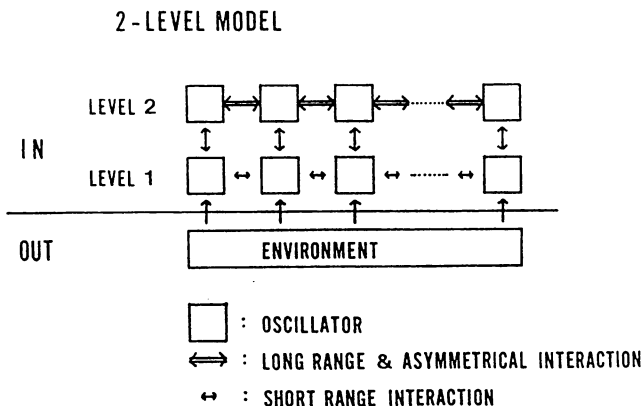 2-LEVEL MODEL
LEVEL 2
IN
LEVEL 1
OUT
ENVIRONMENT
: OSCILLATOR
: LONG RANGE & ASYMMETRICAL INTERACTION
: SHORT RANGE INTERACTION